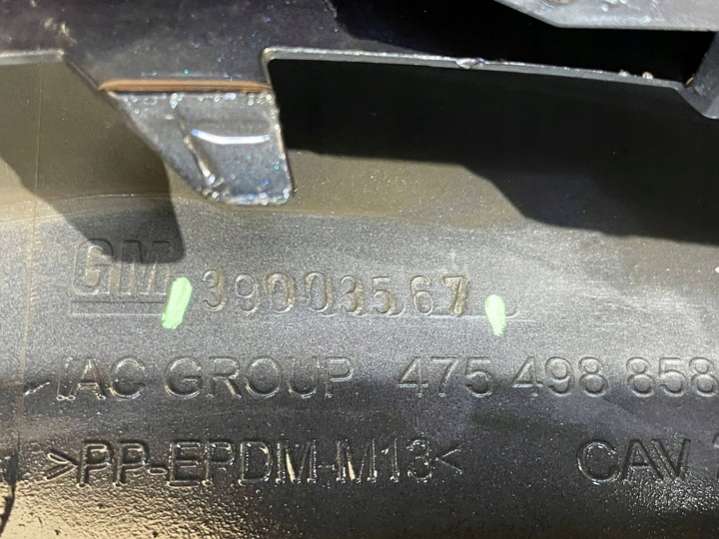 GM 39003567
IAC GROUP 475 498 858
>PP-EPDM-M13< CAV